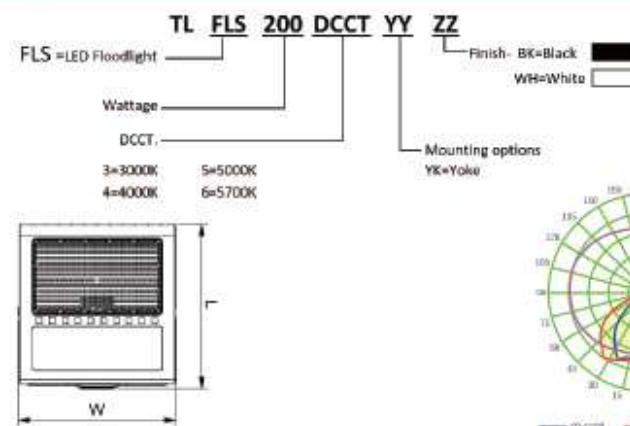 TL FLS 200 DCCT YY ZZ
FLS =LED Floodlight
Finish- BK=Black
WH=White
Wattage
DCCT.
Mounting options
YK=Yoke
3=3000K 5=5000K
4=4000K 6=5700K
L
W